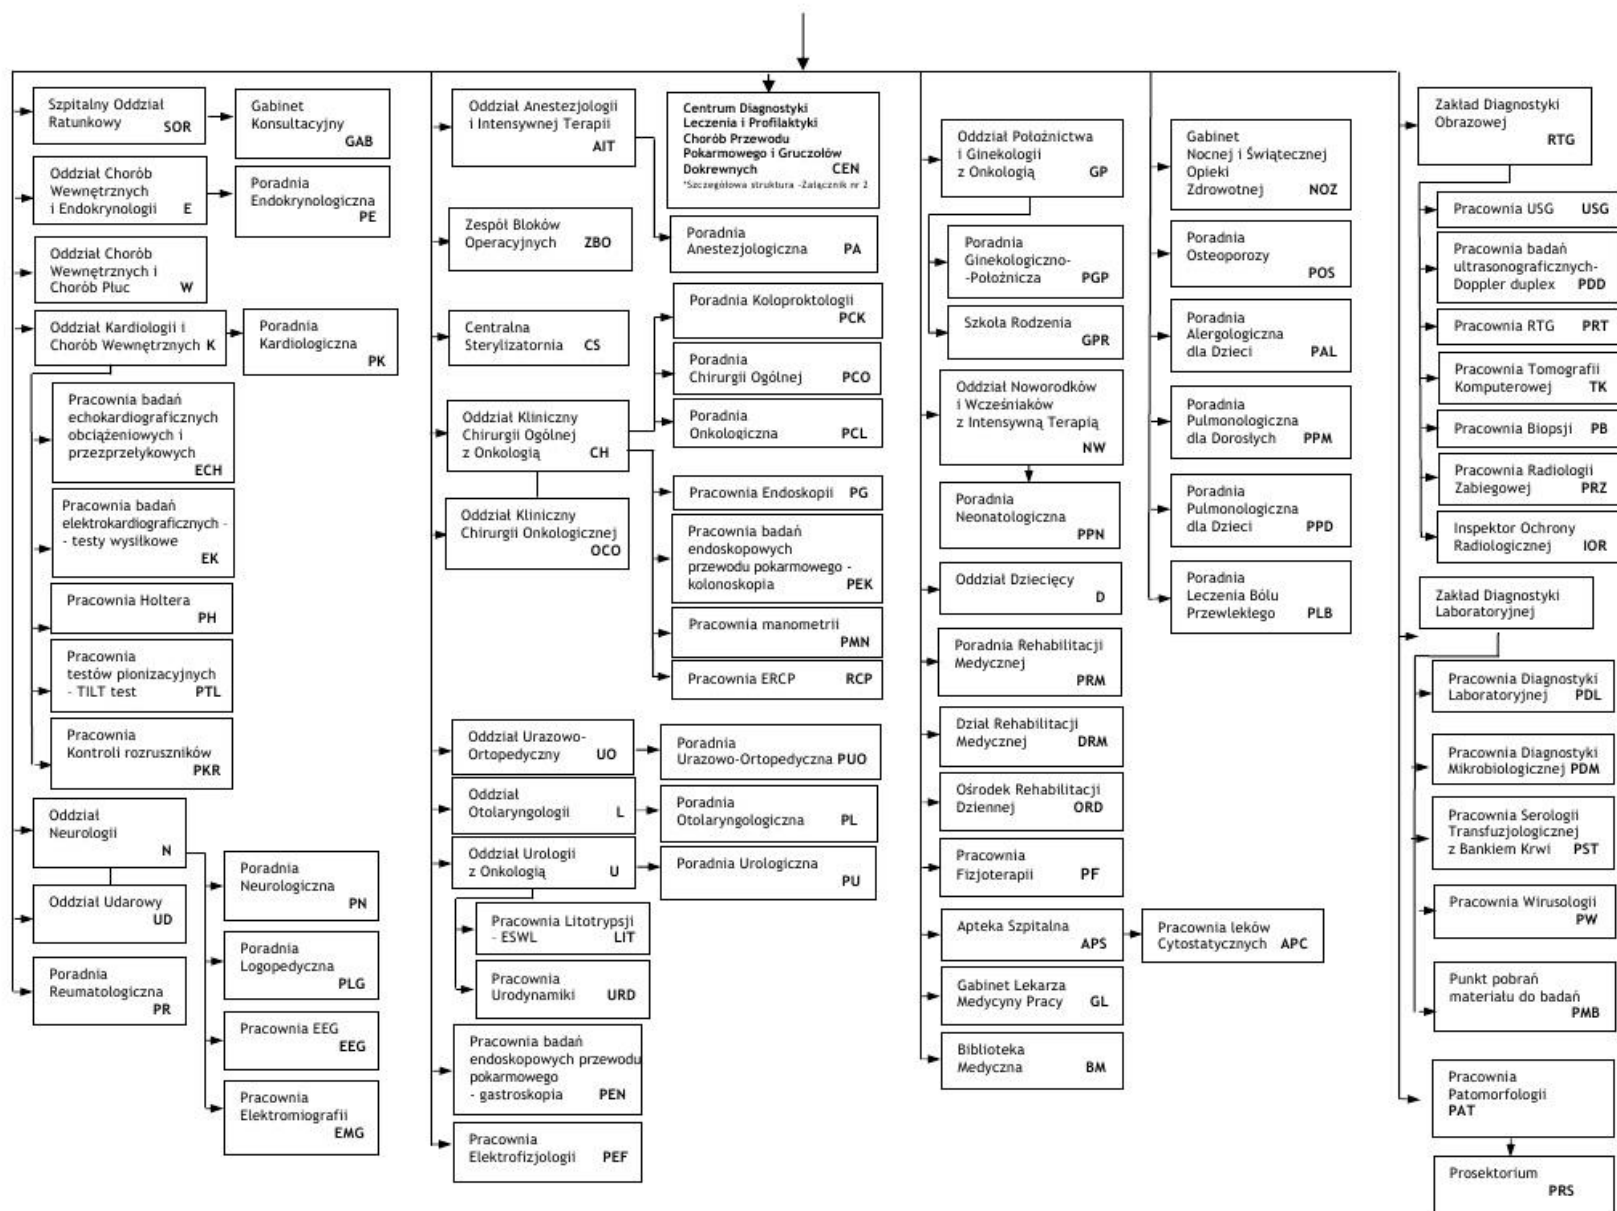 Szpitalny Oddział
Ratunkowy SOR
Gabinet
Konsultacyjny
GAB
Oddział Chorób
Wewnętrznych
i Endokrynologii E
Poradnia
Endokrynologiczna
PE
Oddział Chorób
Wewnętrznych i
Chorób Płuc W
Oddział Kardiologii i
Chorób Wewnętrznych K
Poradnia
Kardiologiczna
PK
Pracownia badań
echokardiograficznych
obciążeniowych i
przezprzełykowych
ECH
Pracownia badań
elektrokardiograficznych -
- testy wysiłkowe
EK
Pracownia Holtera
PH
Pracownia
testów pionizacyjnych
- TILT test PTL
Pracownia
Kontroli rozruszników
PKR
Oddział
Neurologii
N
Oddział Udarowy
UD
Poradnia
Reumatologiczna
PR
Poradnia
Neurologiczna
PN
Poradnia
Logopedyczna
PLG
Pracownia EEG
EEG
Pracownia
Elektromiografii
EMG
Oddział Anestezjologii
i Intensywnej Terapii
AIT
Centrum Diagnostyki
Leczenia i Profilaktyki
Chorób Przewodu
Pokarmowego i Gruczołów
Dokrewnych CEN
*Szczegółowa struktura -Załącznik nr 2
Zespół Bloków
Operacyjnych ZBO
Poradnia
Anestezjologiczna PA
Centralna
Sterylizatornia CS
Poradnia Koloproktologii
PCK
Poradnia
Chirurgii Ogólnej PCO
Poradnia
Onkologiczna PCL
Oddział Kliniczny
Chirurgii Ogólnej
z Onkologią CH
Oddział Kliniczny
Chirurgii Onkologicznej
OCO
Pracownia Endoskopii PG
Pracownia badań
endoskopowych
przewodu pokarmowego -
kolonoskopia PEK
Pracownia manometrii
PMN
Pracownia ERCP RCP
Oddział Urazowo-
Ortopedyczny UO
Poradnia
Urazowo-Ortopedyczna PUO
Oddział
Otolaryngologii L
Poradnia
Otolaryngologiczna PL
Oddział Urologii
z Onkologią U
Poradnia Urologiczna
PU
Pracownia Litotrypsji
- ESWL LIT
Pracownia
Urodynamiki URD
Pracownia badań
endoskopowych przewodu
pokarmowego
- gastroskopia PEN
Pracownia
Elektrofizjologii PEF
Oddział Położnictwa
i Ginekologii
z Onkologią GP
Poradnia
Ginekologiczno-
-Położnicza PGP
Szkoła Rodzenia
GPR
Oddział Noworodków
i Wcześniaków
z Intensywną Terapią
NW
Poradnia
Neonatologiczna
PPN
Oddział Dziecięcy
D
Poradnia Rehabilitacji
Medycznej
PRM
Dział Rehabilitacji
Medycznej DRM
Ośrodek Rehabilitacji
Dziennej ORD
Pracownia
Fizjoterapii PF
Apteka Szpitalna
APS
Pracownia leków
Cytostatycznych APC
Gabinet Lekarza
Medycyny Pracy GL
Biblioteka
Medyczna BM
Gabinet
Nocnej i Świątecznej
Opieki
Zdrowotnej NOZ
Poradnia
Osteoporozy
POS
Poradnia
Alergologiczna
dla Dzieci PAL
Poradnia
Pulmonologiczna
dla Dorosłych PPM
Poradnia
Pulmonologiczna
dla Dzieci PPD
Poradnia
Leczenia Bólu
Przewlekłego PLB
Zakład Diagnostyki
Obrazowej
RTG
Pracownia USG USG
Pracownia badań
ultrasonograficznych-
Doppler duplex PDD
Pracownia RTG PRT
Pracownia Tomografii
Komputerowej TK
Pracownia Biopsji PB
Pracownia Radiologii
Zabiegowej PRZ
Inspektor Ochrony
Radiologicznej IOR
Zakład Diagnostyki
Laboratoryjnej
Pracownia Diagnostyki
Laboratoryjnej PDL
Pracownia Diagnostyki
Mikrobiologicznej PDM
Pracownia Serologii
Transfuzjologicznej
z Bankiem Krwi PST
Pracownia Wirusologii
PW
Punkt pobrań
materiału do badań
PMB
Pracownia
Patomorfologii
PAT
Prosektorium
PRS